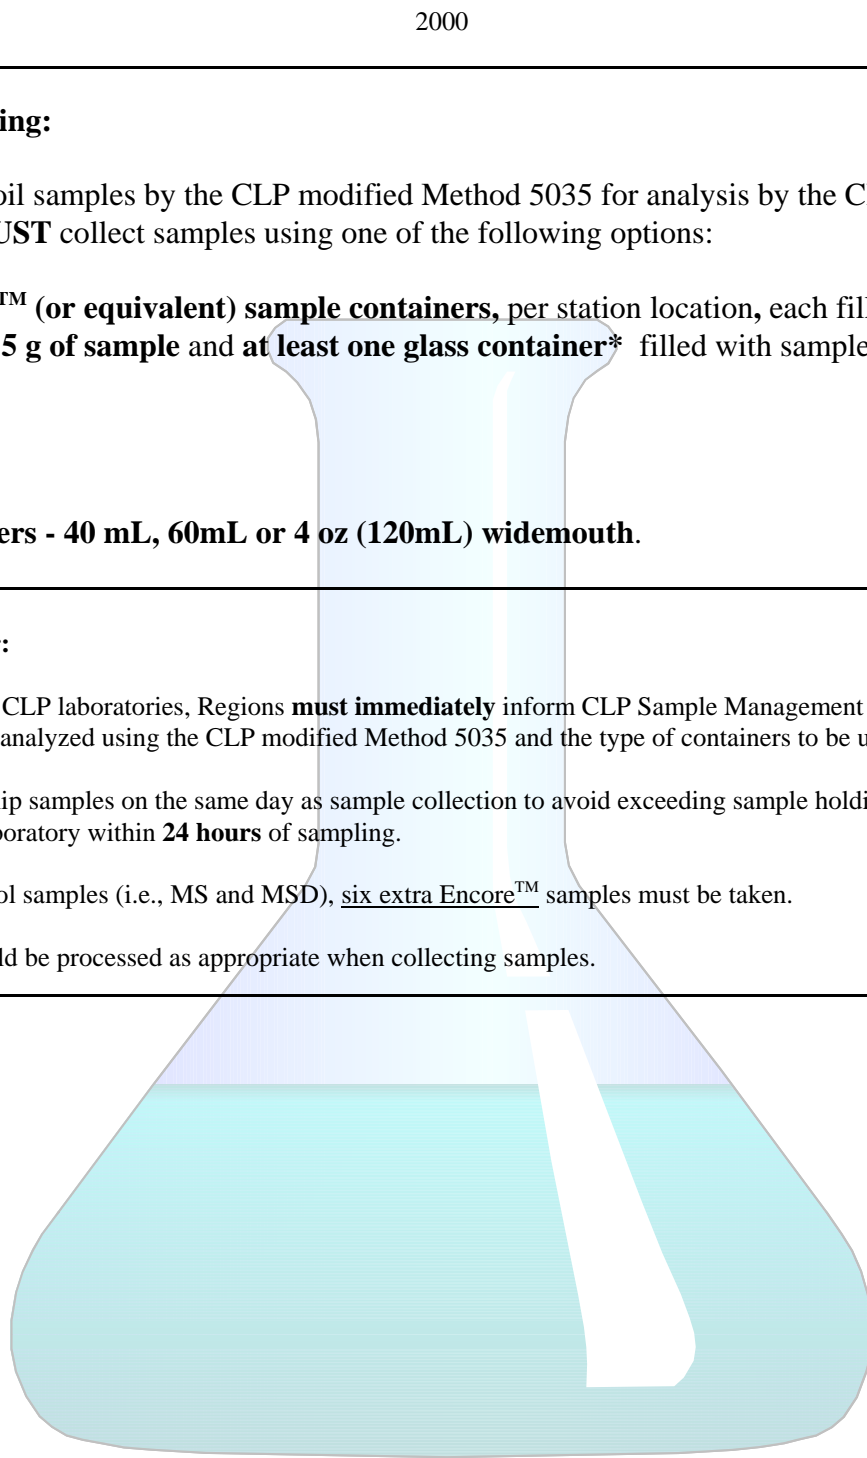 2000
ing:
oil samples by the CLP modified Method 5035 for analysis by the C
UST collect samples using one of the following options:
TM (or equivalent) sample containers, per station location, each fill
5 g of sample and at least one glass container* filled with sample
ers - 40 mL, 60mL or 4 oz (120mL) widemouth.
:
CLP laboratories, Regions must immediately inform CLP Sample Management
analyzed using the CLP modified Method 5035 and the type of containers to be u
ip samples on the same day as sample collection to avoid exceeding sample holdi
boratory within 24 hours of sampling.
ol samples (i.e., MS and MSD), six extra Encore™ samples must be taken.
ld be processed as appropriate when collecting samples.